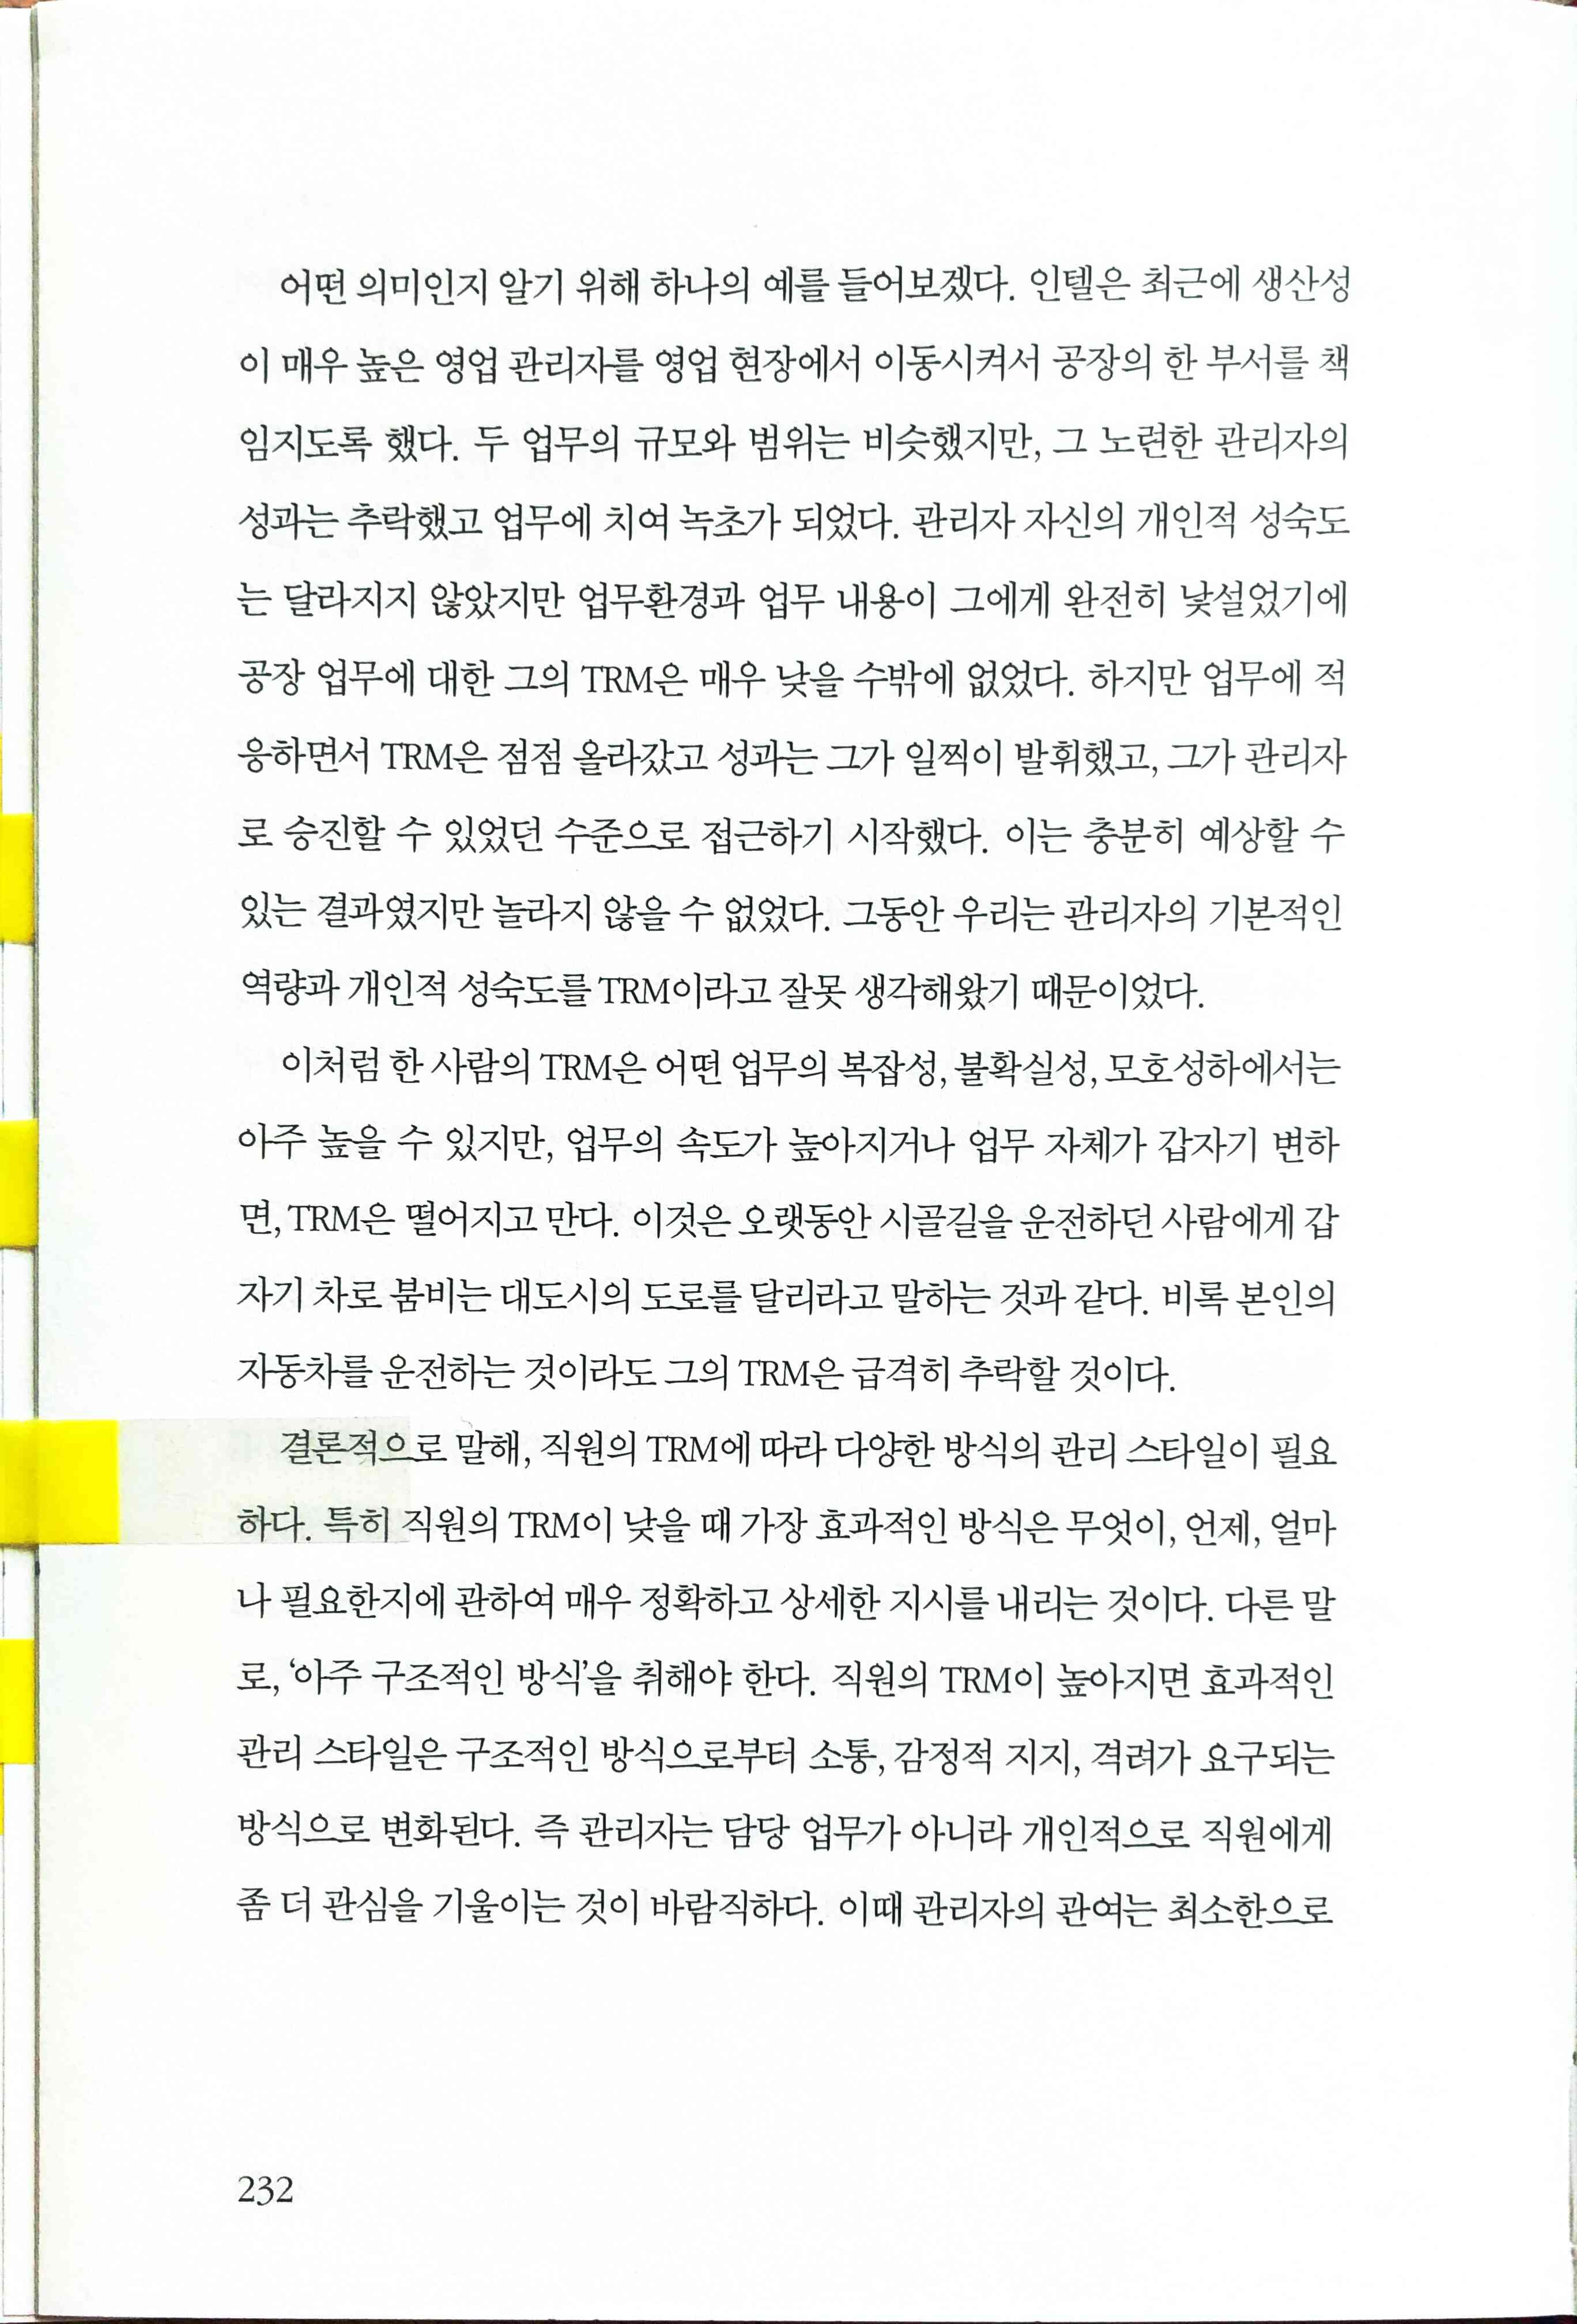 어떤 의미인지 알기 위해 하나의 예를 들어보겠다. 인텔은 최근에 생산성
이 매우 높은 영업 관리자를 영업 현장에서 이동시켜서 공장의 한 부서를 책
임지도록 했다. 두 업무의 규모와 범위는 비슷했지만, 그 노련한 관리자의
성과는 추락했고 업무에 치여 녹초가 되었다. 관리자 자신의 개인적 성숙도
는 달라지지 않았지만 업무환경과 업무 내용이 그에게 완전히 낯설었기에
공장 업무에 대한 그의 TRM은 매우 낮을 수밖에 없었다. 하지만 업무에 적
응하면서 TRM은 점점 올라갔고 성과는 그가 일찍이 발휘했고, 그가 관리자
로 승진할 수 있었던 수준으로 접근하기 시작했다. 이는 충분히 예상할 수
있는 결과였지만 놀라지 않을 수 없었다. 그동안 우리는 관리자의 기본적인
역량과 개인적 성숙도를 TRM이라고 잘못 생각해왔기 때문이었다.
이처럼 한 사람의 TRM은 어떤 업무의 복잡성, 불확실성, 모호성하에서는
아주 높을 수 있지만, 업무의 속도가 높아지거나 업무 자체가 갑자기 변하
면, TRM은 떨어지고 만다. 이것은 오랫동안 시골길을 운전하던 사람에게 갑
자기 차로 붐비는 대도시의 도로를 달리라고 말하는 것과 같다. 비록 본인의
자동차를 운전하는 것이라도 그의 TRM은 급격히 추락할 것이다.
결론적으로 말해, 직원의 TRM에 따라 다양한 방식의 관리 스타일이 필요
하다. 특히 직원의 TRM이 낮을 때 가장 효과적인 방식은 무엇이, 언제, 얼마
나 필요한지에 관하여 매우 정확하고 상세한 지시를 내리는 것이다. 다른 말
로, ‘아주 구조적인 방식’을 취해야 한다. 직원의 TRM이 높아지면 효과적인
관리 스타일은 구조적인 방식으로부터 소통, 감정적 지지, 격려가 요구되는
방식으로 변화된다. 즉 관리자는 담당 업무가 아니라 개인적으로 직원에게
좀 더 관심을 기울이는 것이 바람직하다. 이때 관리자의 관여는 최소한으로
232